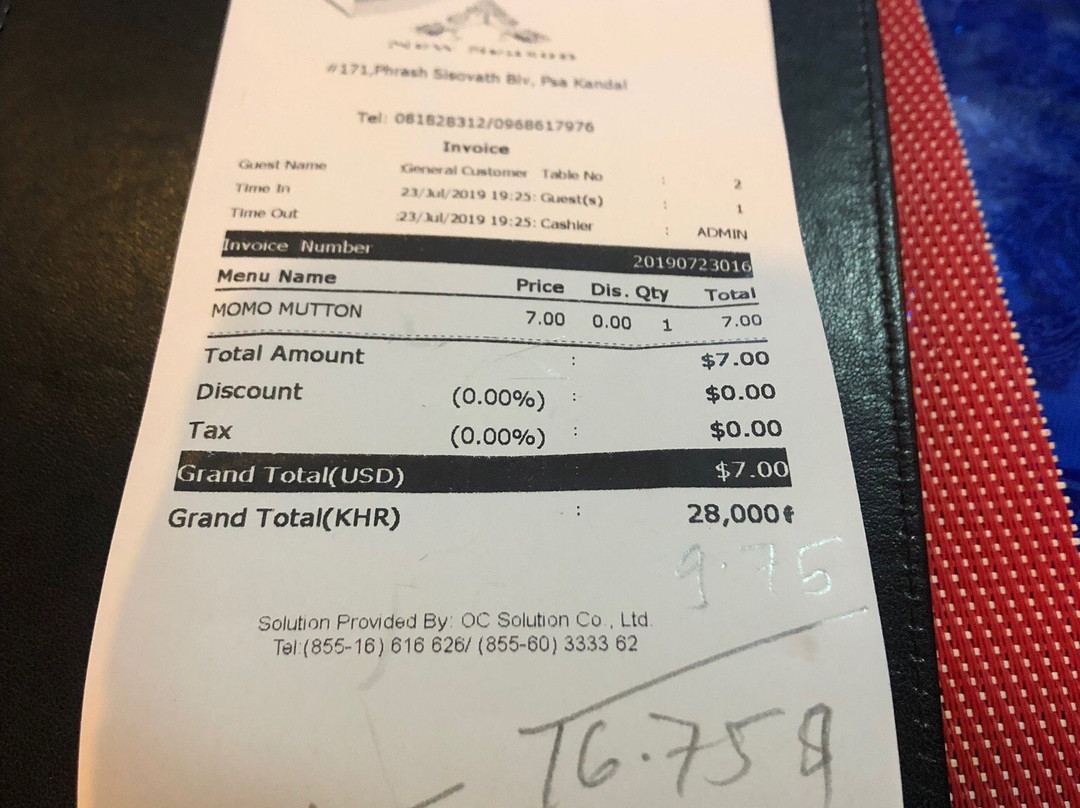 #171,Phrash Sisovath Blv, Psa Kandal
Tel: 081828312/0968617976
Invoice
Guest Name General Customer Table No : 2
Time In 23/Jul/2019 19:25: Guest(s) : 1
Time Out :23/Jul/2019 19:25: Cashier : ADMIN
Invoice Number 20190723016
Menu Name Price Dis. Qty Total
MOMO MUTTON 7.00 0.00 1 7.00
Total Amount : $7.00
Discount (0.00%) : $0.00
Tax (0.00%) : $0.00
Grand Total(USD) $7.00
Grand Total(KHR) : 28,000៛
9.75
Solution Provided By: OC Solution Co., Ltd.
Tel:(855-16) 616 626/ (855-60) 3333 62
16.75$